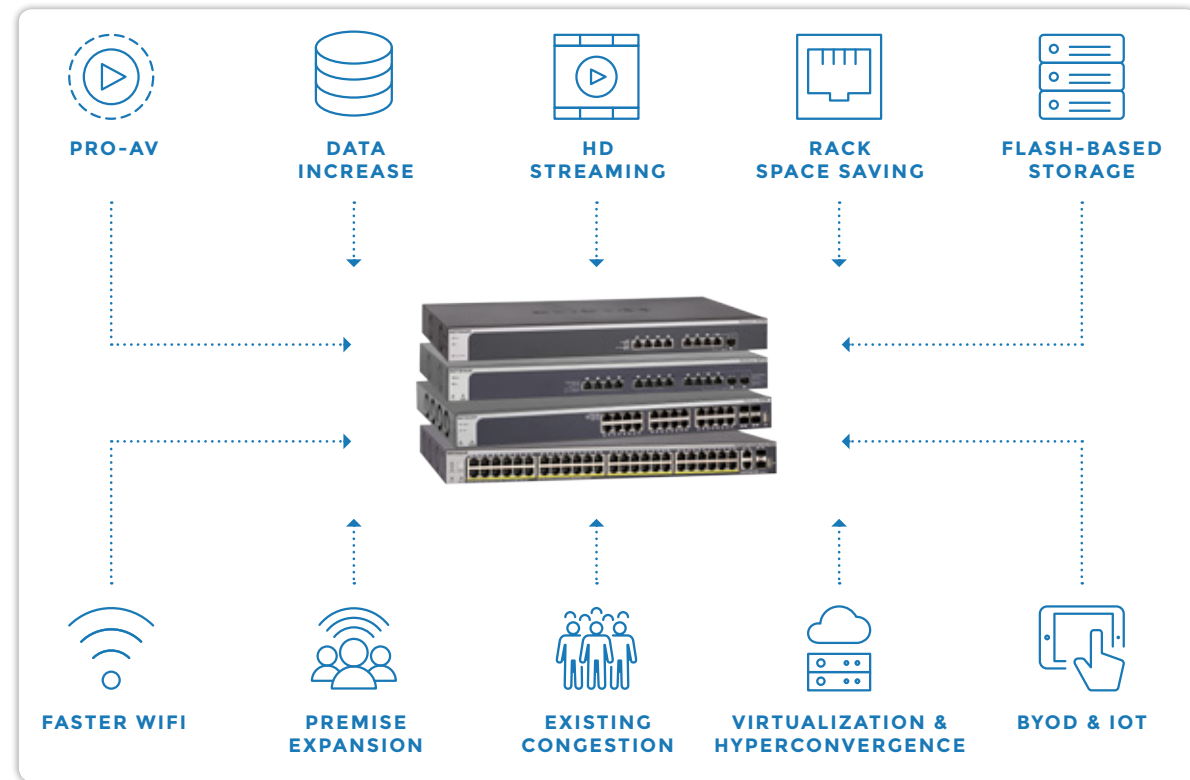 PRO-AV
DATA
INCREASE
HD
STREAMING
RACK
SPACE SAVING
FLASH-BASED
STORAGE
FASTER WIFI
PREMISE
EXPANSION
EXISTING
CONGESTION
VIRTUALIZATION &
HYPERCONVERGENCE
BYOD & IOT